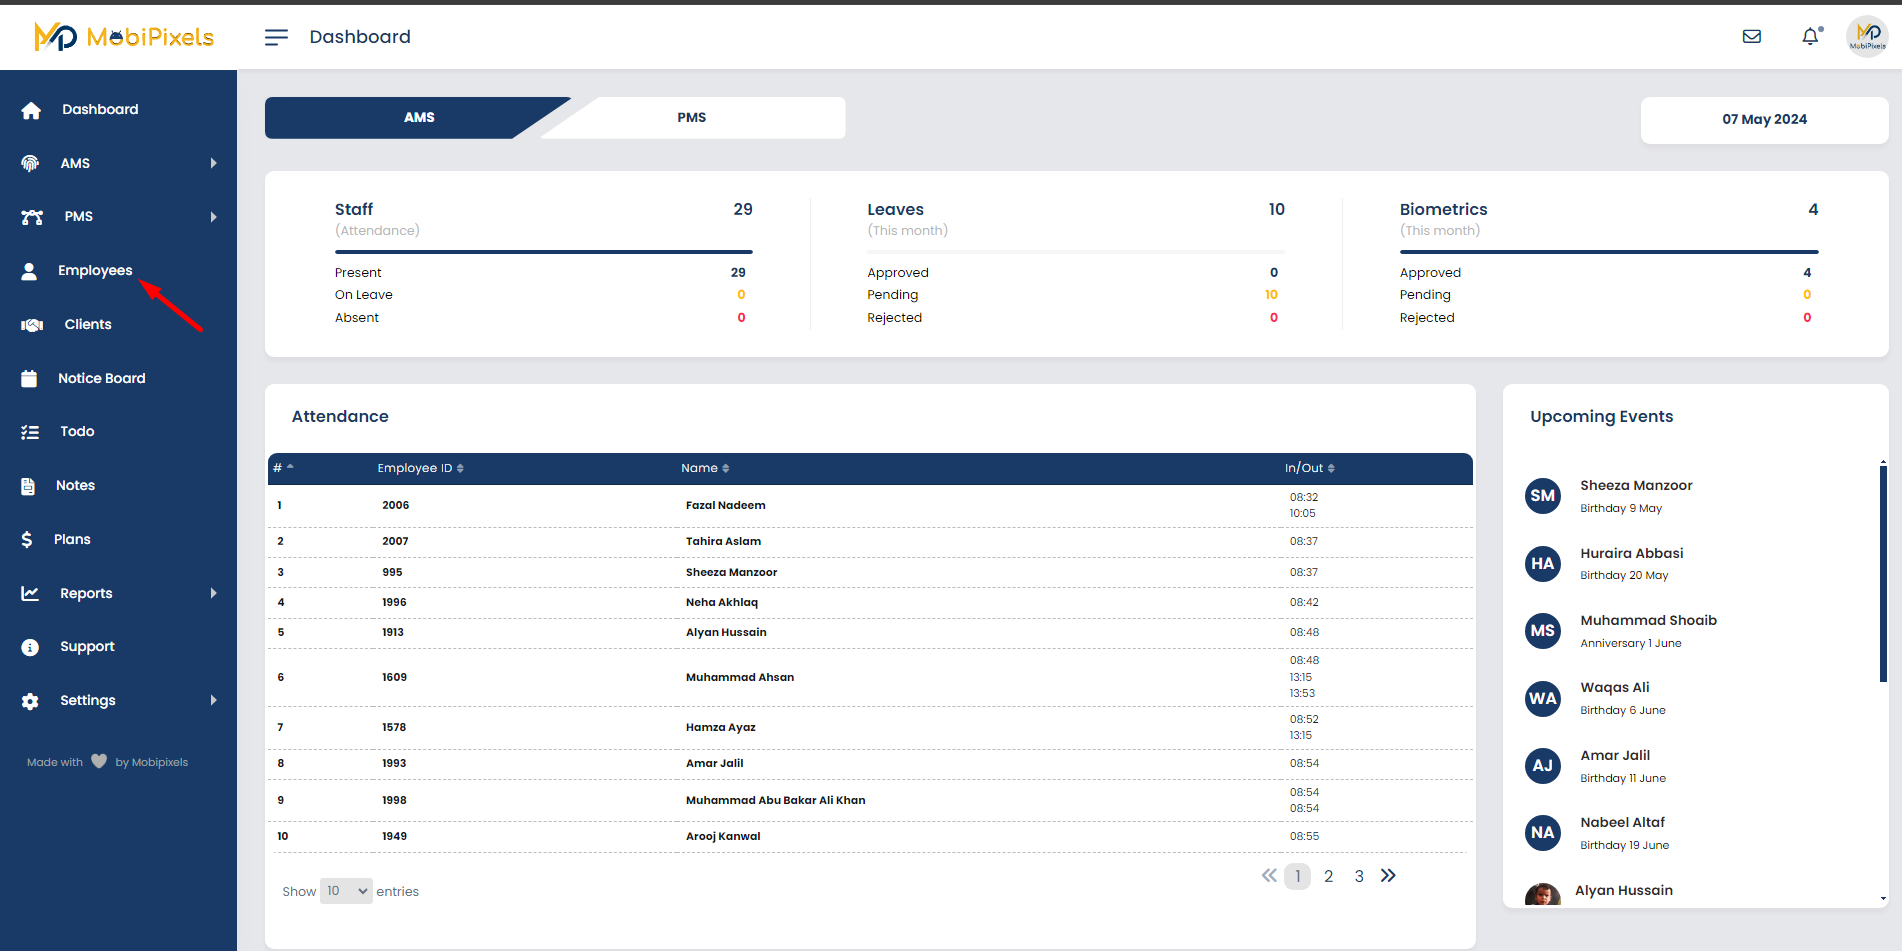 MobiPixels
Dashboard
MobiPixels
Dashboard
AMS
PMS
Employees
Clients
Notice Board
Todo
Notes
Plans
Reports
Support
Settings
Made with by Mobipixels
AMS PMS
07 May 2024
Staff 29
(Attendance)
Present 29
On Leave 0
Absent 0
Leaves 10
(This month)
Approved 0
Pending 10
Rejected 0
Biometrics 4
(This month)
Approved 4
Pending 0
Rejected 0
Attendance
# Employee ID Name In/Out
1 2006 Fazal Nadeem 08:32
10:05
2 2007 Tahira Aslam 08:37
3 995 Sheeza Manzoor 08:37
4 1996 Neha Akhlaq 08:42
5 1913 Alyan Hussain 08:48
6 1609 Muhammad Ahsan 08:48
13:15
13:53
7 1578 Hamza Ayaz 08:52
13:15
8 1993 Amar Jalil 08:54
9 1998 Muhammad Abu Bakar Ali Khan 08:54
08:54
10 1949 Arooj Kanwal 08:55
Show 10 entries
1 2 3
Upcoming Events
SM Sheeza Manzoor
Birthday 9 May
HA Huraira Abbasi
Birthday 20 May
MS Muhammad Shoaib
Anniversary 1 June
WA Waqas Ali
Birthday 6 June
AJ Amar Jalil
Birthday 11 June
NA Nabeel Altaf
Birthday 19 June
Alyan Hussain